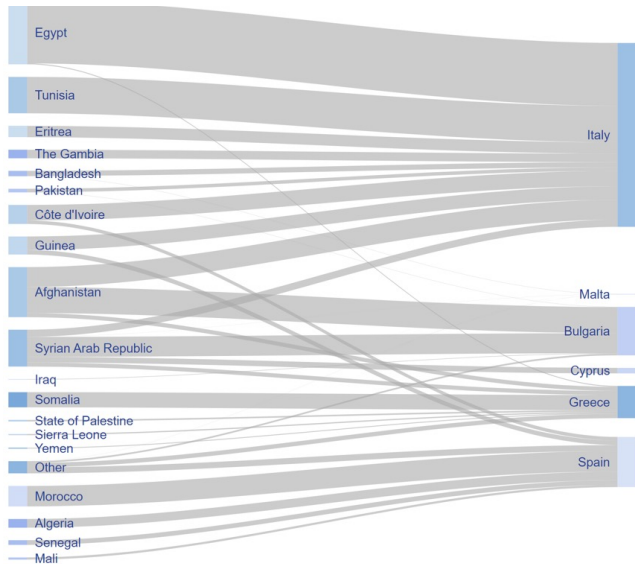 Egypt
Tunisia
Eritrea
The Gambia
Bangladesh
Pakistan
Côte d'Ivoire
Guinea
Afghanistan
Syrian Arab Republic
Iraq
Somalia
State of Palestine
Sierra Leone
Yemen
Other
Morocco
Algeria
Senegal
Mali
Italy
Malta
Bulgaria
Cyprus
Greece
Spain